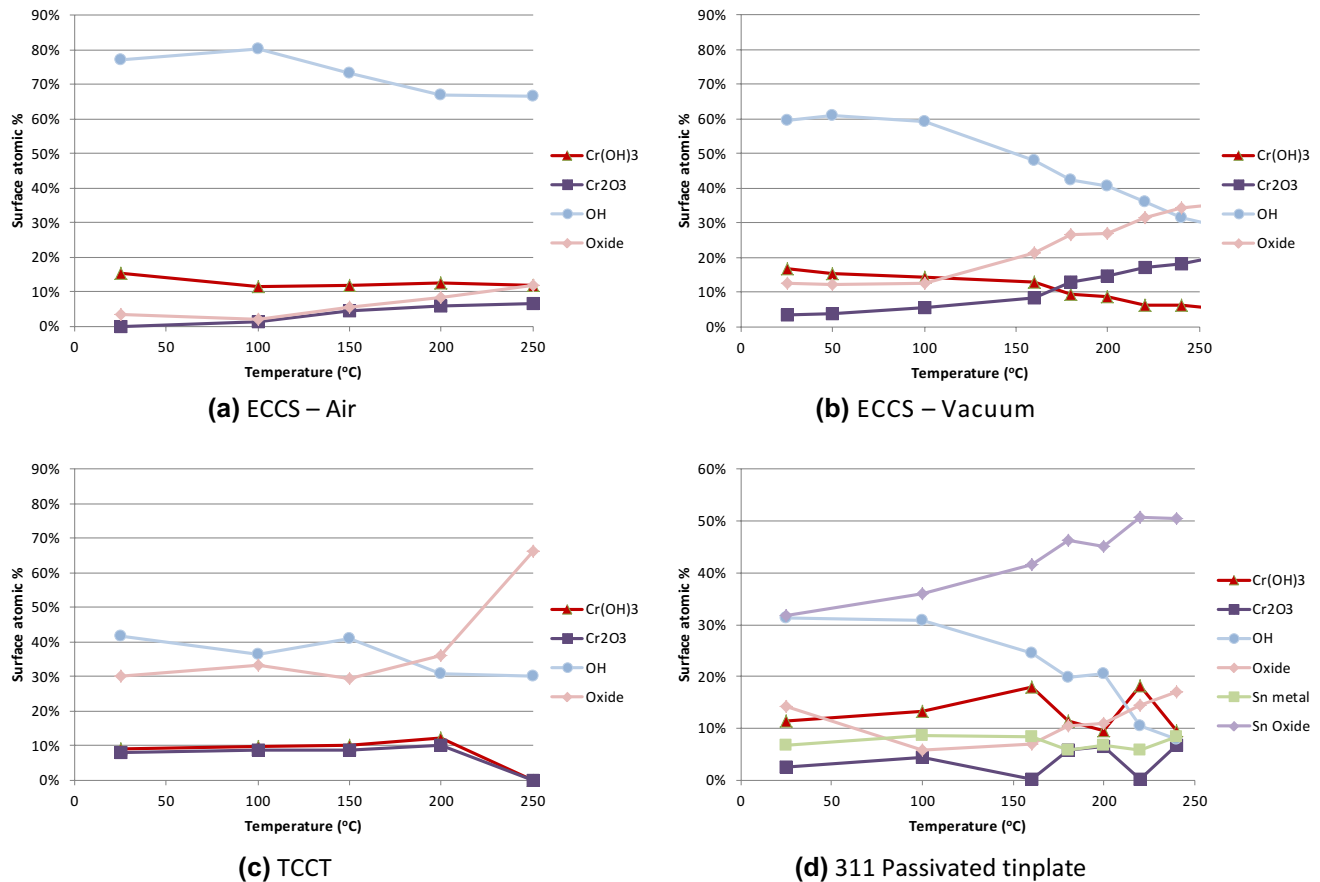 90%
80%
70%
60%
50%
40%
30%
20%
10%
0%
Surface atomic %
0 50 100 150 200 250
Temperature (°C)
Cr(OH)3
Cr2O3
OH
Oxide
(a) ECCS – Air
90%
80%
70%
60%
50%
40%
30%
20%
10%
0%
Surface atomic %
0 50 100 150 200 250
Temperature (°C)
Cr(OH)3
Cr2O3
OH
Oxide
(b) ECCS – Vacuum
90%
80%
70%
60%
50%
40%
30%
20%
10%
0%
Surface atomic %
0 50 100 150 200 250
Temperature (°C)
Cr(OH)3
Cr2O3
OH
Oxide
(c) TCCT
60%
50%
40%
30%
20%
10%
0%
Surface atomic %
0 50 100 150 200 250
Temperature (°C)
Cr(OH)3
Cr2O3
OH
Oxide
Sn metal
Sn Oxide
(d) 311 Passivated tinplate